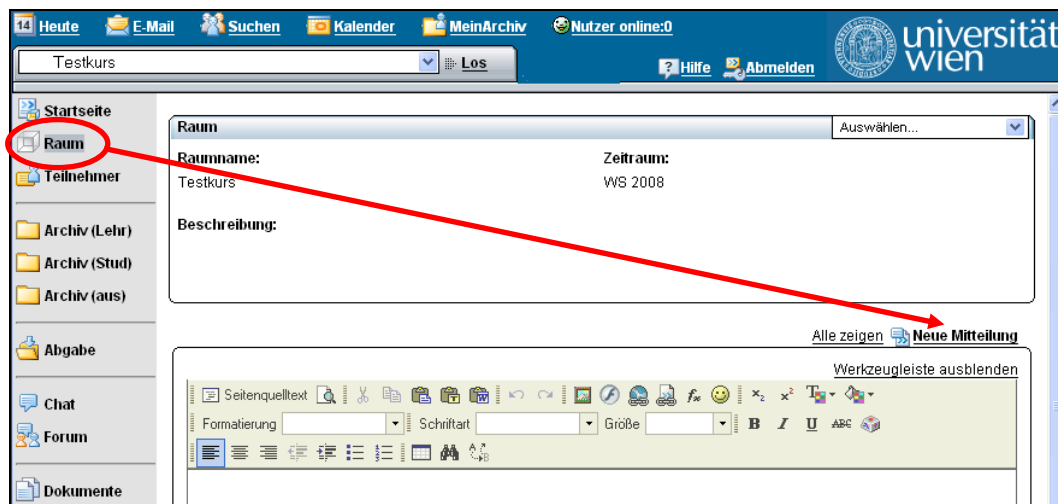 14 Heute E-Mail Suchen Kalender MeinArchiv Nutzer online:0
universität
wien
Testkurs Los Hilfe Abmelden
Startseite
Raum
Teilnehmer
Archiv (Lehr)
Archiv (Stud)
Archiv (aus)
Abgabe
Chat
Forum
Dokumente
Raum Auswählen...
Raumname: Zeitraum:
Testkurs WS 2008
Beschreibung:
Alle zeigen Neue Mitteilung
Werkzeugleiste ausblenden
Seitenquelltext
Formatierung Schriftart Größe B I U ABC